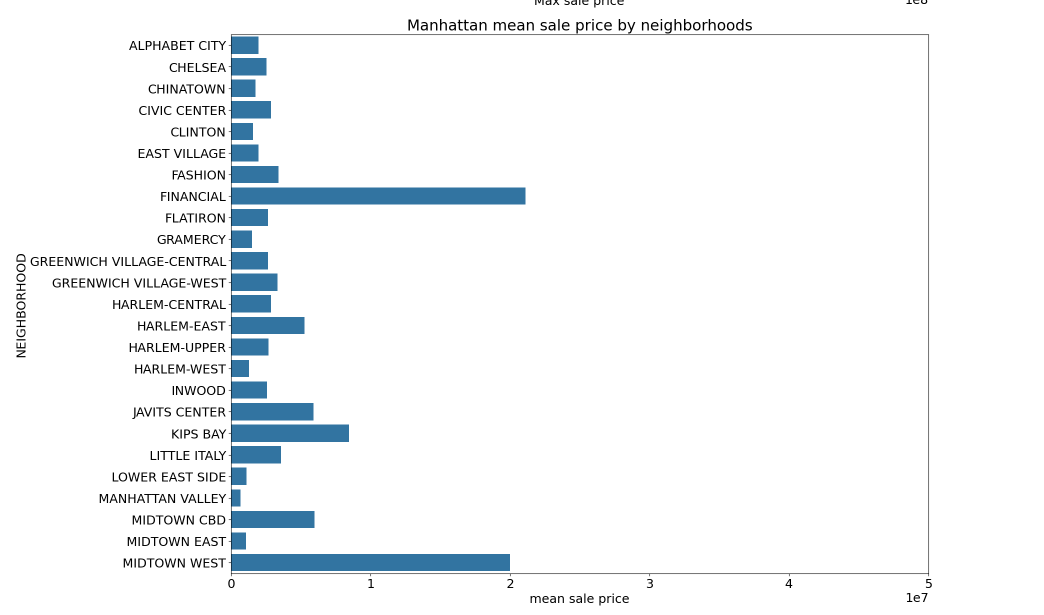 Max sale price
1e8
Manhattan mean sale price by neighborhoods
NEIGHBORHOOD
ALPHABET CITY
CHELSEA
CHINATOWN
CIVIC CENTER
CLINTON
EAST VILLAGE
FASHION
FINANCIAL
FLATIRON
GRAMERCY
GREENWICH VILLAGE-CENTRAL
GREENWICH VILLAGE-WEST
HARLEM-CENTRAL
HARLEM-EAST
HARLEM-UPPER
HARLEM-WEST
INWOOD
JAVITS CENTER
KIPS BAY
LITTLE ITALY
LOWER EAST SIDE
MANHATTAN VALLEY
MIDTOWN CBD
MIDTOWN EAST
MIDTOWN WEST
0 1 2 3 4 5
mean sale price
1e7